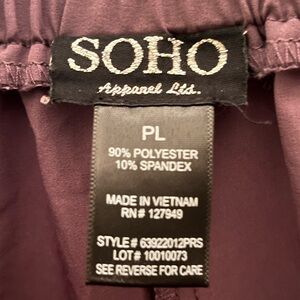 SOHO
Apparel Ltd.
PL
90% POLYESTER
10% SPANDEX
MADE IN VIETNAM
RN# 127949
STYLE# 63922012PRS
LOT# 10010073
SEE REVERSE FOR CARE